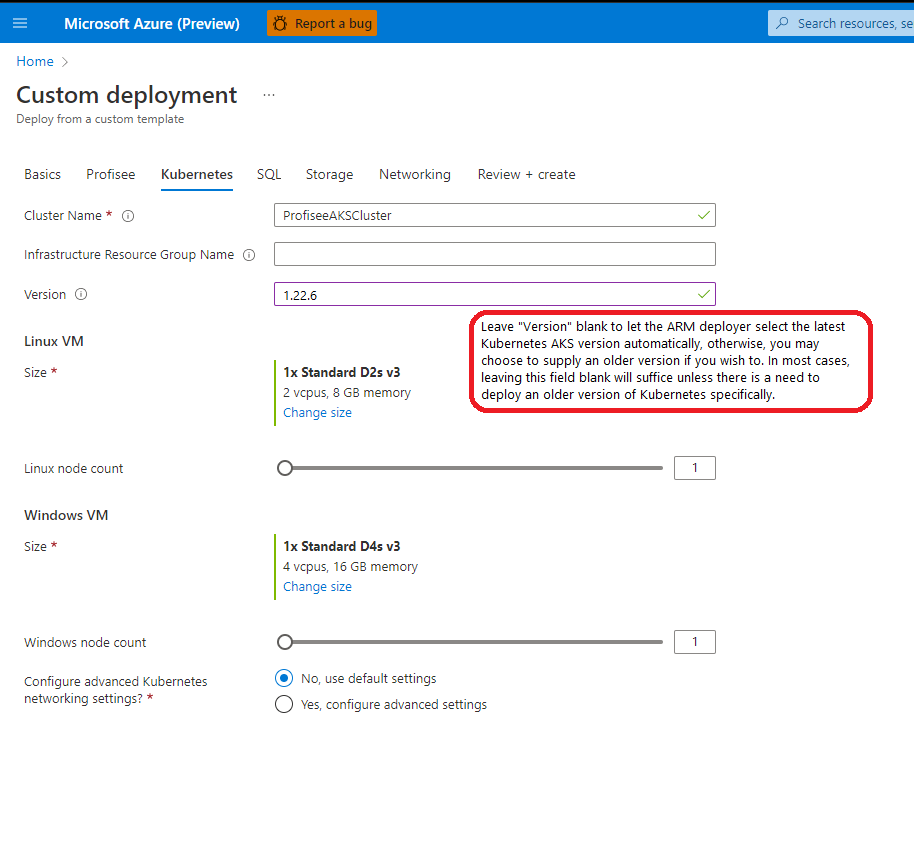 Microsoft Azure (Preview)
Report a bug
Search resources, se
Home
Custom deployment ...
Deploy from a custom template
Basics Profisee Kubernetes SQL Storage Networking Review + create
Cluster Name *
ProfiseeAKSCluster
Infrastructure Resource Group Name
Version
1.22.6
Leave "Version" blank to let the ARM deployer select the latest
Kubernetes AKS version automatically, otherwise, you may
choose to supply an older version if you wish to. In most cases,
leaving this field blank will suffice unless there is a need to
deploy an older version of Kubernetes specifically.
Linux VM
Size *
1x Standard D2s v3
2 vcpus, 8 GB memory
Change size
Linux node count
1
Windows VM
Size *
1x Standard D4s v3
4 vcpus, 16 GB memory
Change size
Windows node count
1
Configure advanced Kubernetes
networking settings? *
No, use default settings
Yes, configure advanced settings